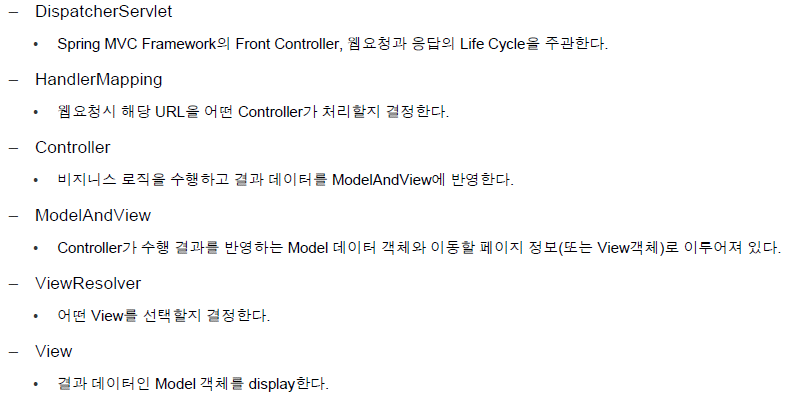 – DispatcherServlet
• Spring MVC Framework의 Front Controller, 웹요청과 응답의 Life Cycle을 주관한다.
– HandlerMapping
• 웹요청시 해당 URL을 어떤 Controller가 처리할지 결정한다.
– Controller
• 비지니스 로직을 수행하고 결과 데이터를 ModelAndView에 반영한다.
– ModelAndView
• Controller가 수행 결과를 반영하는 Model 데이터 객체와 이동할 페이지 정보(또는 View객체)로 이루어져 있다.
– ViewResolver
• 어떤 View를 선택할지 결정한다.
– View
• 결과 데이터인 Model 객체를 display한다.